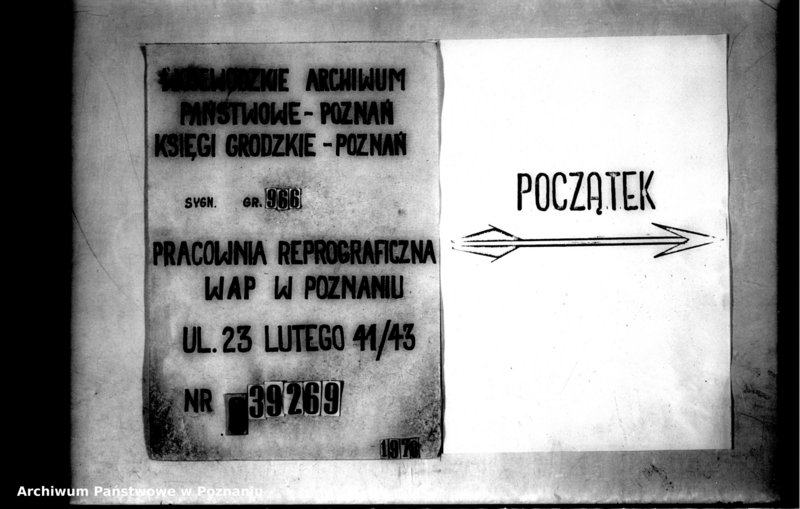 WOJEWÓDZKIE ARCHIWUM
PAŃSTWOWE - POZNAŃ
KSIĘGI GRODZKIE - POZNAŃ
SYGN. GR. 966
PRACOWNIA REPROGRAFICZNA
WAP W POZNANIU
UL. 23 LUTEGO 41/43
NR 39269
POCZĄTEK
Archiwum Państwowe w Poznaniu